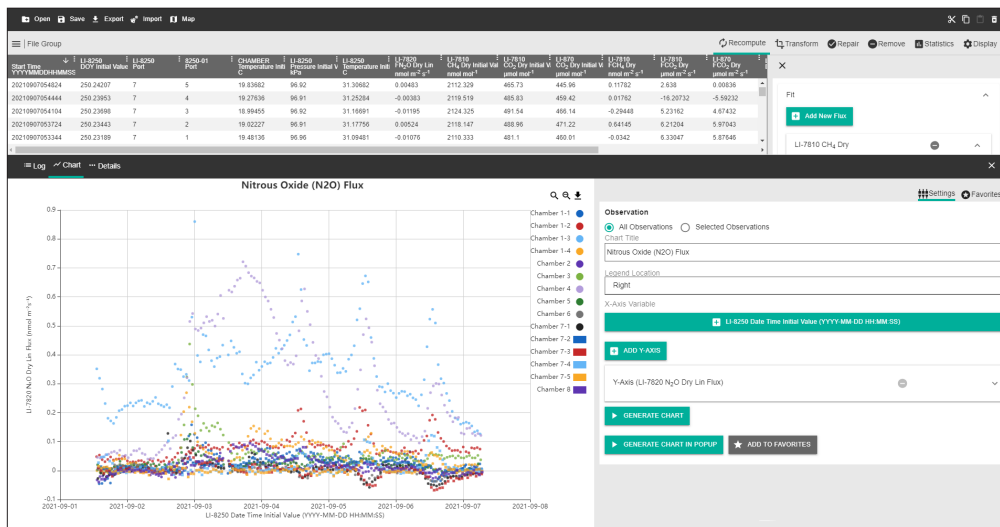 Open Save Export Import Map
File Group
Recompute Transform Repair Remove Statistics Display
Start Time YYYYMMDDHHMMSS
LI-8250 DOY Initial Value
LI-8250 Port
8250-01 Port
CHAMBER Temperature Initi C
LI-8250 Pressure Initial V kPa
LI-8250 Temperature Initi C
LI-7820 FN2O Dry Lin nmol m⁻² s⁻¹
LI-7810 CH4 Dry Initial Val nmol mol⁻¹
LI-7810 CO2 Dry Initial Val µmol mol⁻¹
LI-870 CO2 Dry Initial Val µmol mol⁻¹
LI-7810 FCH4 Dry nmol m⁻² s⁻¹
LI-7810 FCO2 Dry µmol m⁻² s⁻¹
LI-870 FCO2 Dry µmol m⁻² s⁻¹
20210907054824 250.24207 7 5 19.83682 96.92 31.30682 0.00483 2112.329 465.73 445.96 0.11782 2.638 0.00836
20210907054444 250.23953 7 4 19.27636 96.91 31.25284 -0.00383 2119.519 485.83 459.42 0.01762 -16.20732 -5.59232
20210907054104 250.23698 7 3 18.99455 96.92 31.16691 -0.01195 2124.325 491.54 466.14 -0.29448 5.23162 4.67432
20210907053724 250.23443 7 2 19.02227 96.91 31.17756 0.00524 2118.147 488.96 471.22 0.64145 6.21204 5.97043
20210907053344 250.23189 7 1 19.48136 96.96 31.09481 -0.01076 2110.333 481.1 460.01 -0.0342 6.33047 5.87646
Fit
Add New Flux
LI-7810 CH4 Dry
Log Chart Details
Nitrous Oxide (N2O) Flux
0.9
0.8
0.7
0.6
0.5
0.4
0.3
0.2
0.1
0
-0.1
LI-7820 N₂O Dry Lin Flux (nmol m⁻²s⁻¹)
2021-09-01 2021-09-02 2021-09-03 2021-09-04 2021-09-05 2021-09-06 2021-09-07 2021-09-08
LI-8250 Date Time Initial Value (YYYY-MM-DD HH:MM:SS)
Chamber 1-1
Chamber 1-2
Chamber 1-3
Chamber 1-4
Chamber 2
Chamber 3
Chamber 4
Chamber 5
Chamber 6
Chamber 7-1
Chamber 7-2
Chamber 7-3
Chamber 7-4
Chamber 7-5
Chamber 8
Settings Favorites
Observation
All Observations Selected Observations
Chart Title
Nitrous Oxide (N2O) Flux
Legend Location
Right
X-Axis Variable
LI-8250 Date Time Initial Value (YYYY-MM-DD HH:MM:SS)
ADD Y-AXIS
Y-Axis (LI-7820 N2O Dry Lin Flux)
GENERATE CHART
GENERATE CHART IN POPUP ADD TO FAVORITES